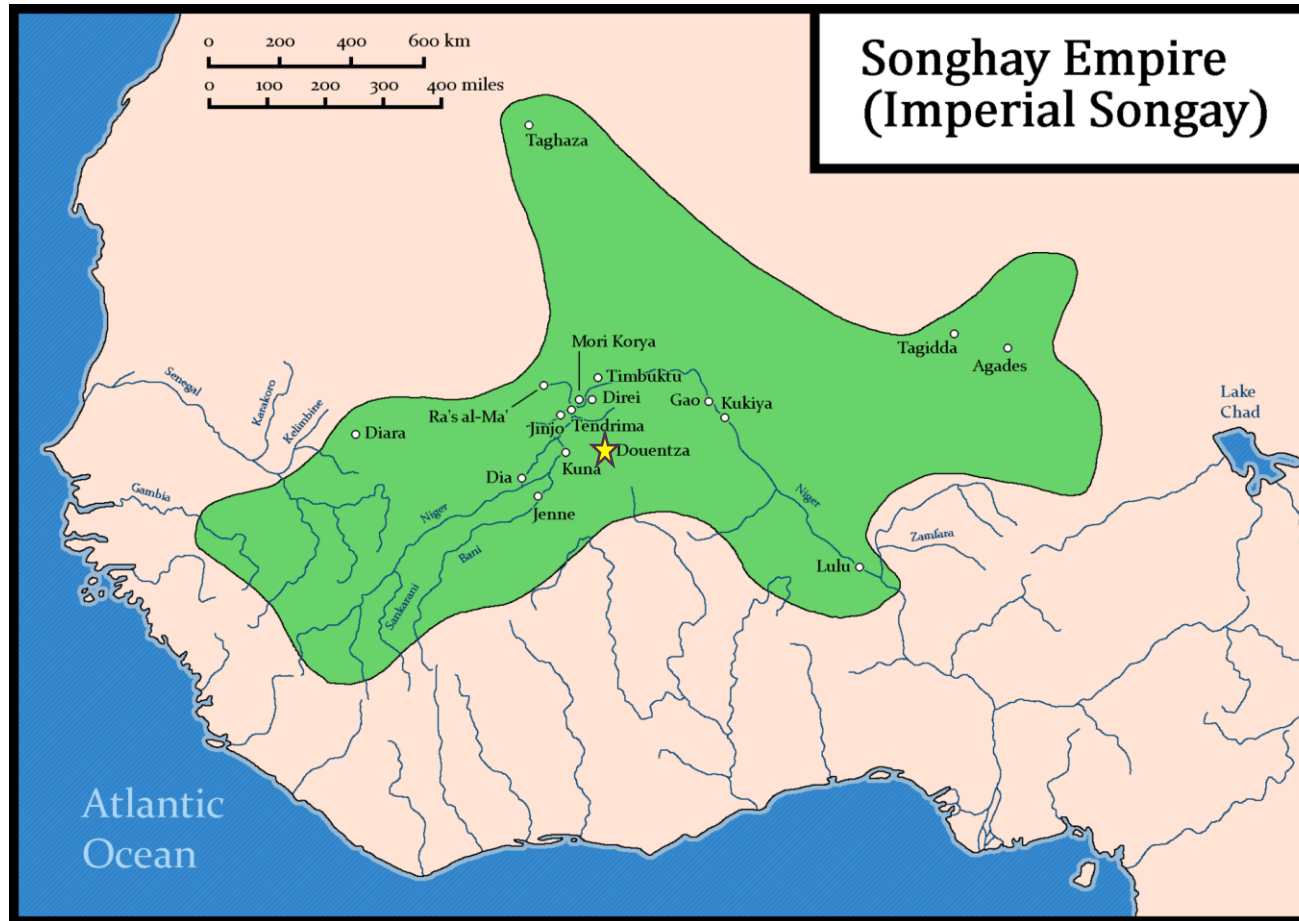 0 200 400 600 km
0 100 200 300 400 miles
Songhay Empire
(Imperial Songay)
Taghaza
Mori Korya
Tagidda
Agades
Timbuktu
Senegal
Karakoro
Kelimbine
Ra's al-Ma'
Direi
Gao
Kukiya
Lake
Chad
Diara
Jinjo
Tendrima
Douentza
Kuna
Dia
Gambia
Niger
Jenne
Niger
Bani
Zamfara
Lulu
Sankarani
Atlantic
Ocean